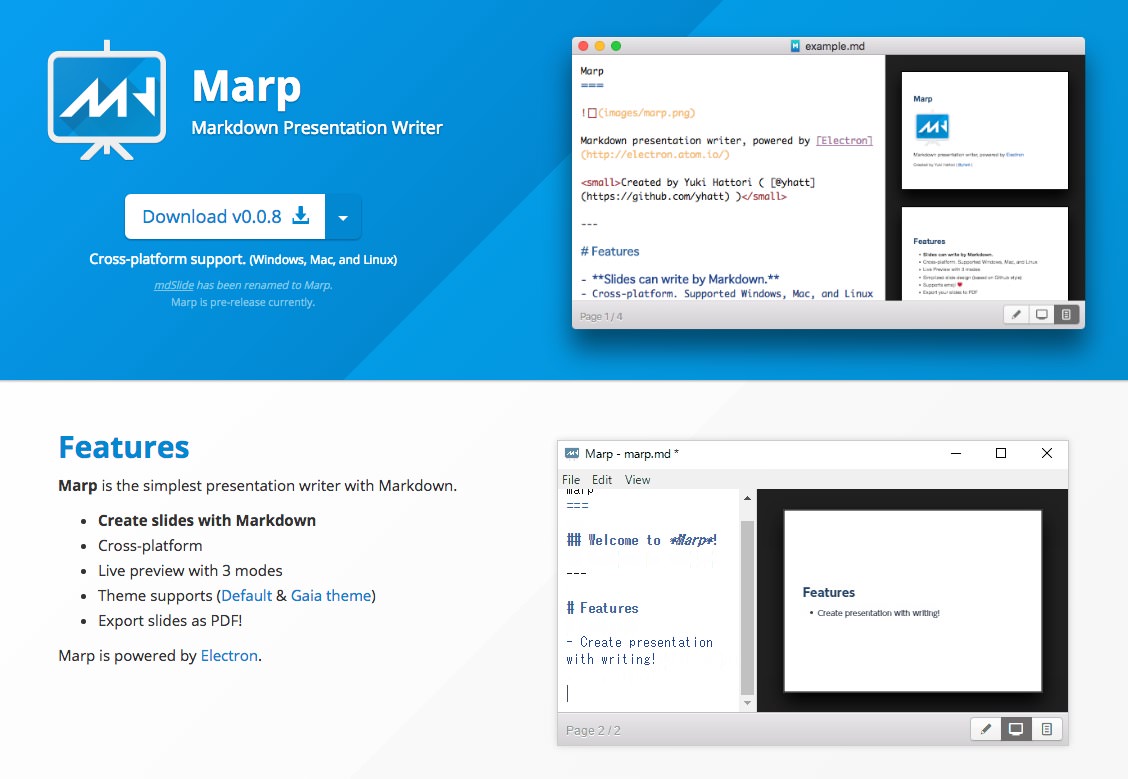 Marp
Markdown Presentation Writer
Download v0.0.8
Cross-platform support. (Windows, Mac, and Linux)
mdSlide has been renamed to Marp.
Marp is pre-release currently.
example.md
Marp
===
!▯(images/marp.png)
Markdown presentation writer, powered by [Electron]
(http://electron.atom.io/)
<small>Created by Yuki Hattori ( [@yhatt]
(https://github.com/yhatt) )</small>
---
# Features
- **Slides can write by Markdown.**
- Cross-platform. Supported Windows, Mac, and Linux
Page 1 / 4
Marp
Markdown presentation writer, powered by Electron
Created by Yuki Hattori (@yhatt)
Features
• Slides can write by Markdown.
• Cross-platform. Supported Windows, Mac, and Linux
• Live Preview with 3 modes
• Simplized slide design (based on Github style)
• Supports emoji ❤️
• Export your slides to PDF
Features
Marp is the simplest presentation writer with Markdown.
• Create slides with Markdown
• Cross-platform
• Live preview with 3 modes
• Theme supports (Default & Gaia theme)
• Export slides as PDF!
Marp is powered by Electron.
Marp - marp.md *
File Edit View
marp
===
## Welcome to *Marp*!
---
# Features
- Create presentation
with writing!
Page 2 / 2
Features
• Create presentation with writing!